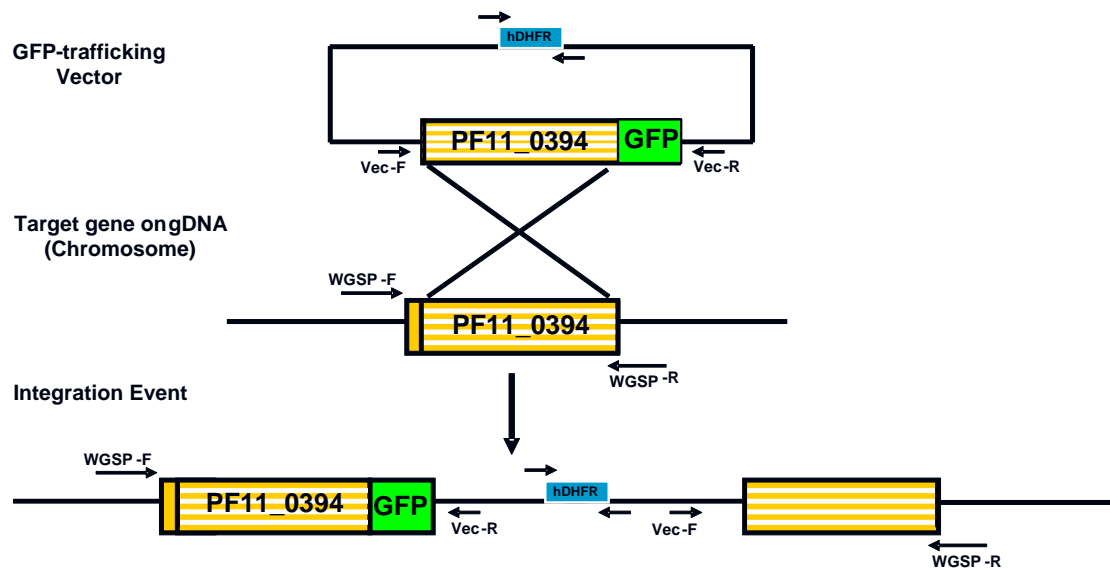 hDHFR
GFP-trafficking
Vector
PF11_0394
GFP
Vec-F
Vec-R
Target gene ongDNA
(Chromosome)
WGSP -F
PF11_0394
WGSP -R
Integration Event
WGSP -F
hDHFR
PF11_0394
GFP
Vec-R
Vec-F
WGSP -R